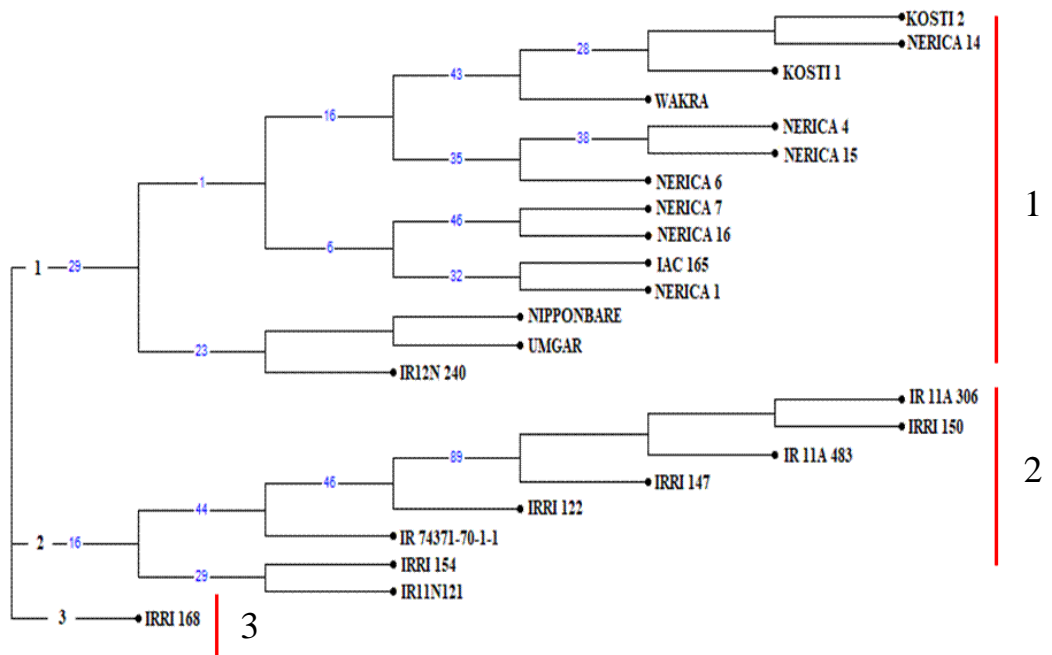 KOSTI 2
NERICA 14
28
43
KOSTI 1
WAKRA
16
NERICA 4
38
NERICA 15
35
NERICA 6
1
1
NERICA 7
46
NERICA 16
6
IAC 165
32
NERICA 1
1
29
NIPPONBARE
UMGAR
23
IR12N 240
IR 11A 306
IRRI 150
IR 11A 483
89
2
46
IRRI 147
44
IRRI 122
IR 74371-70-1-1
2
16
IRRI 154
29
IR11N121
3
IRRI 168
3